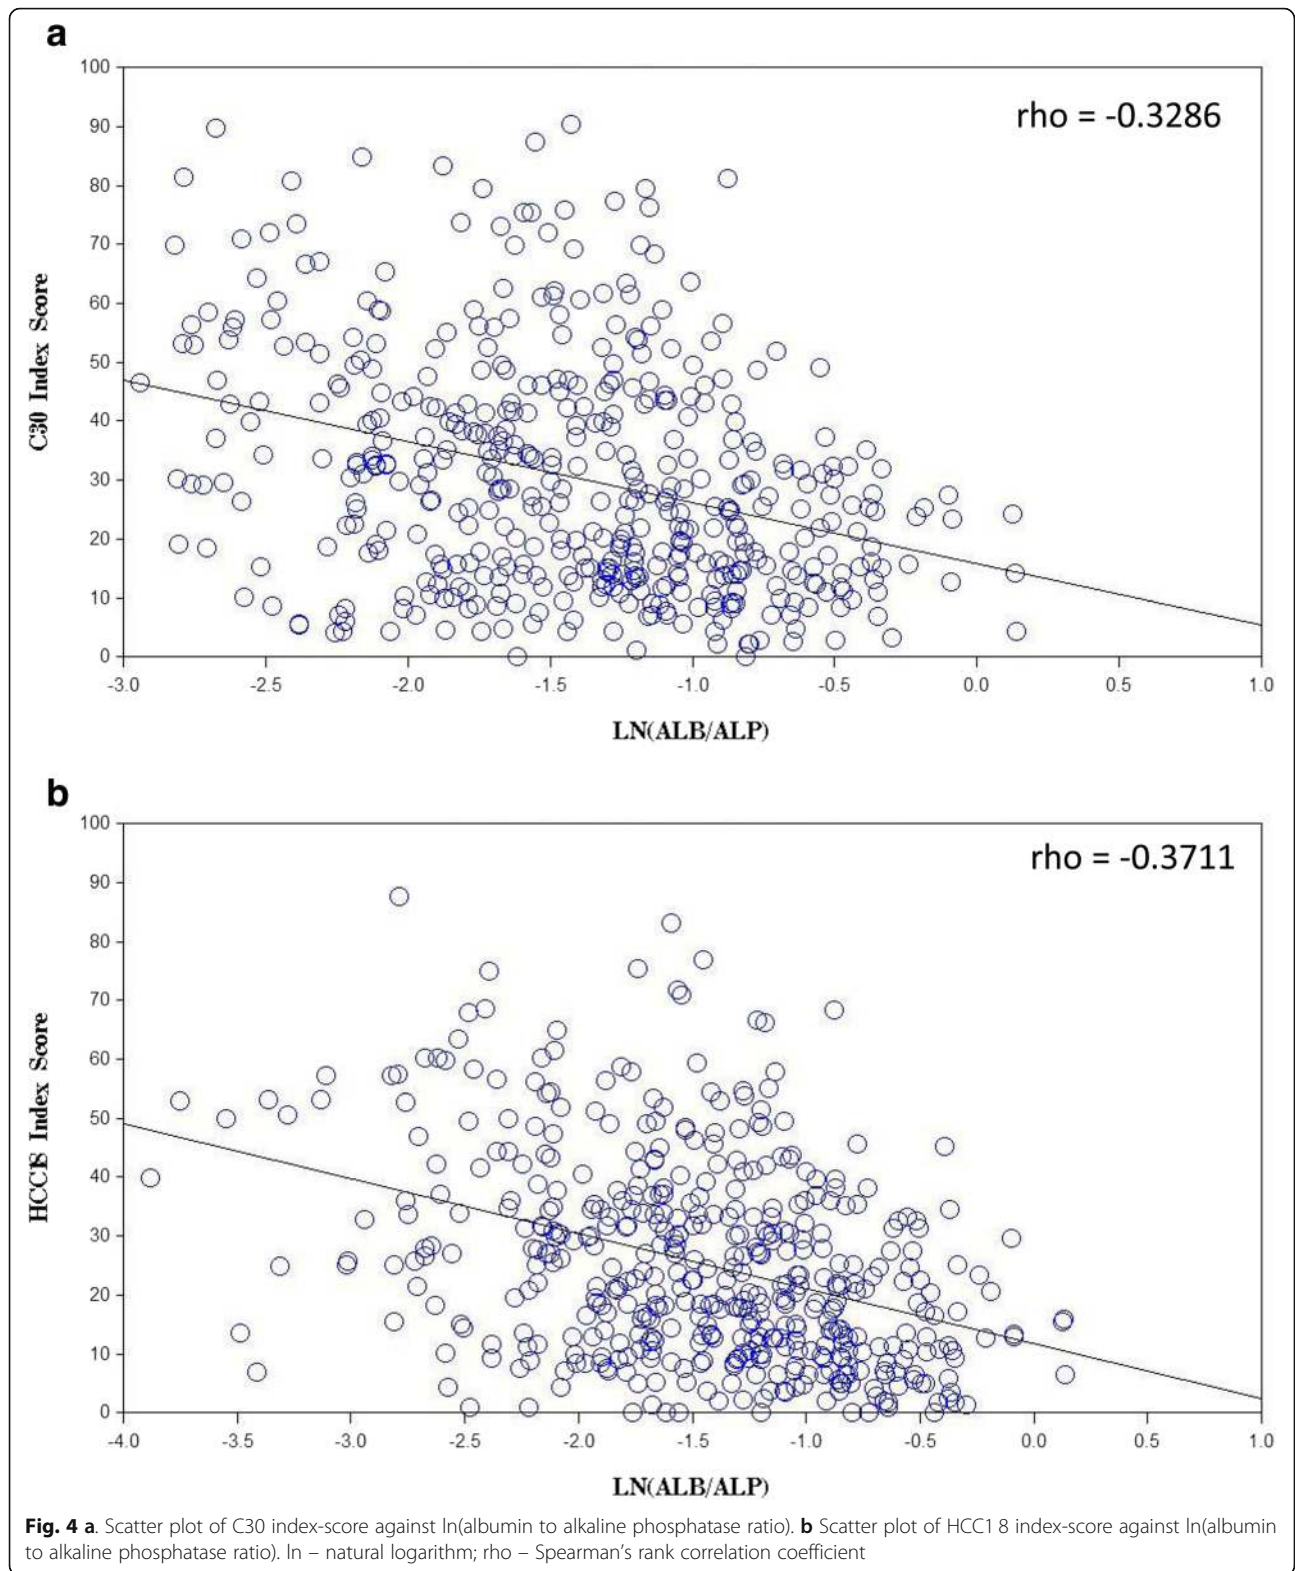 a
100
90
80
70
60
50
40
30
20
10
0
C30 Index Score
rho = -0.3286
-3.0 -2.5 -2.0 -1.5 -1.0 -0.5 0.0 0.5 1.0
LN(ALB/ALP)
b
100
90
80
70
60
50
40
30
20
10
0
HCC18 Index Score
rho = -0.3711
-4.0 -3.5 -3.0 -2.5 -2.0 -1.5 -1.0 -0.5 0.0 0.5 1.0
LN(ALB/ALP)
Fig. 4 a. Scatter plot of C30 index-score against ln(albumin to alkaline phosphatase ratio). b Scatter plot of HCC1 8 index-score against ln(albumin
to alkaline phosphatase ratio). ln – natural logarithm; rho – Spearman's rank correlation coefficient